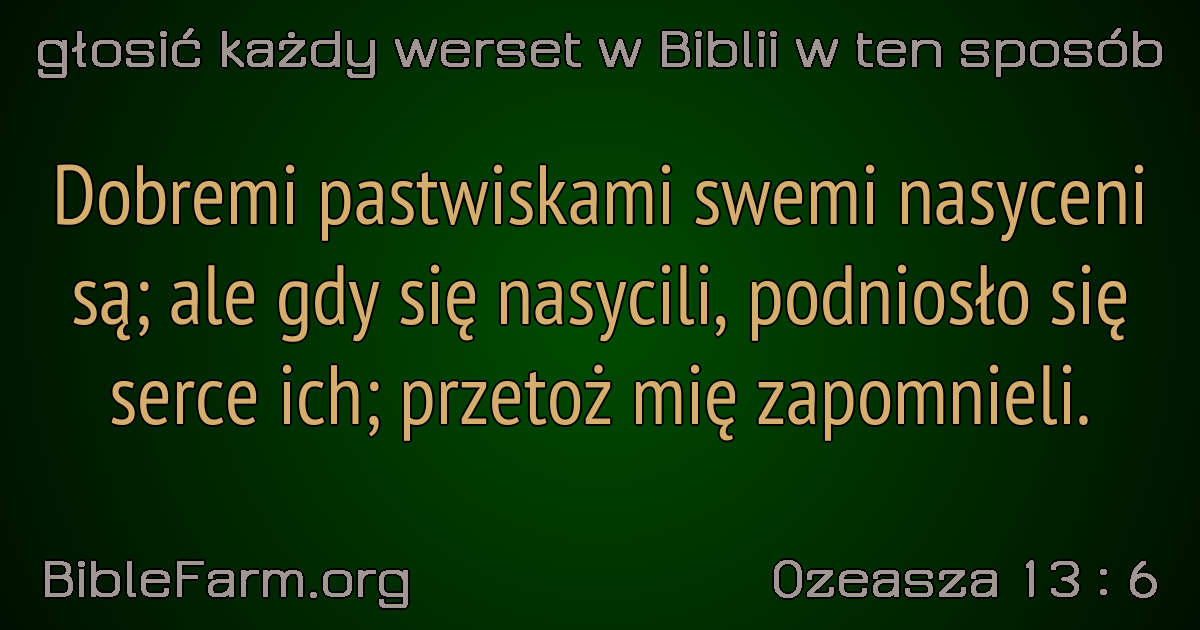 głosić każdy werset w Biblii w ten sposób
Dobremi pastwiskami swemi nasyceni
są; ale gdy się nasycili, podniosło się
serce ich; przetoż mię zapomnieli.
BibleFarm.org
Ozeasza 13 : 6